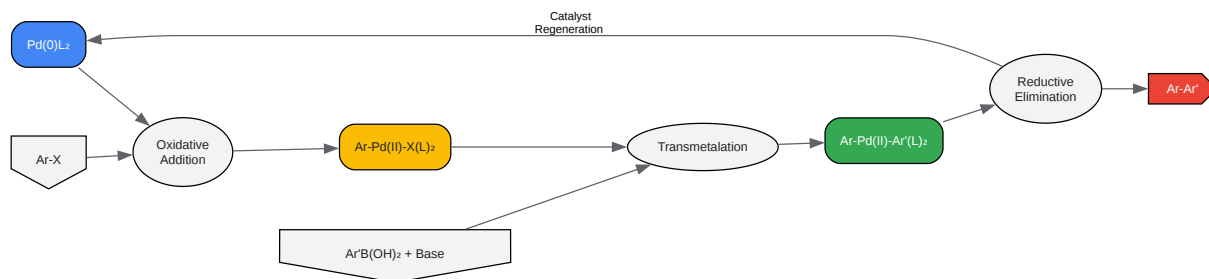 Catalyst
Regeneration
Pd(0)L₂
Reductive
Elimination
Ar-Ar'
Ar-X
Oxidative
Addition
Ar-Pd(II)-X(L)₂
Transmetalation
Ar-Pd(II)-Ar'(L)₂
Ar'B(OH)₂ + Base